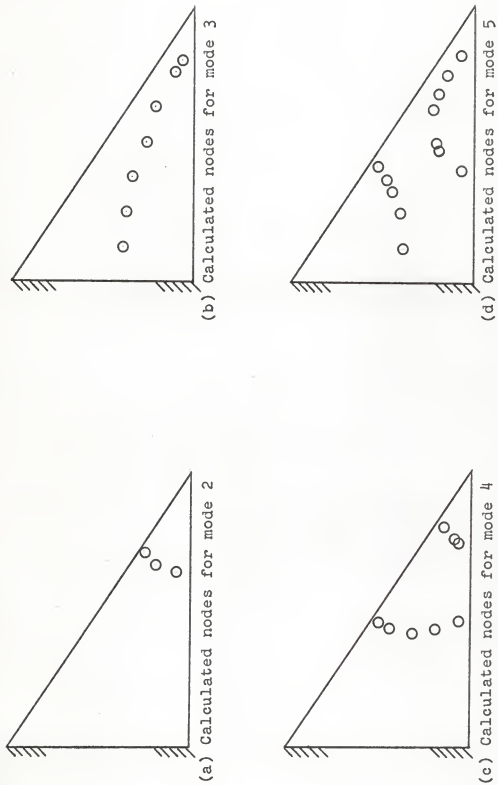 (a) Calculated nodes for mode 2
(b) Calculated nodes for mode 3
(c) Calculated nodes for mode 4
(d) Calculated nodes for mode 5